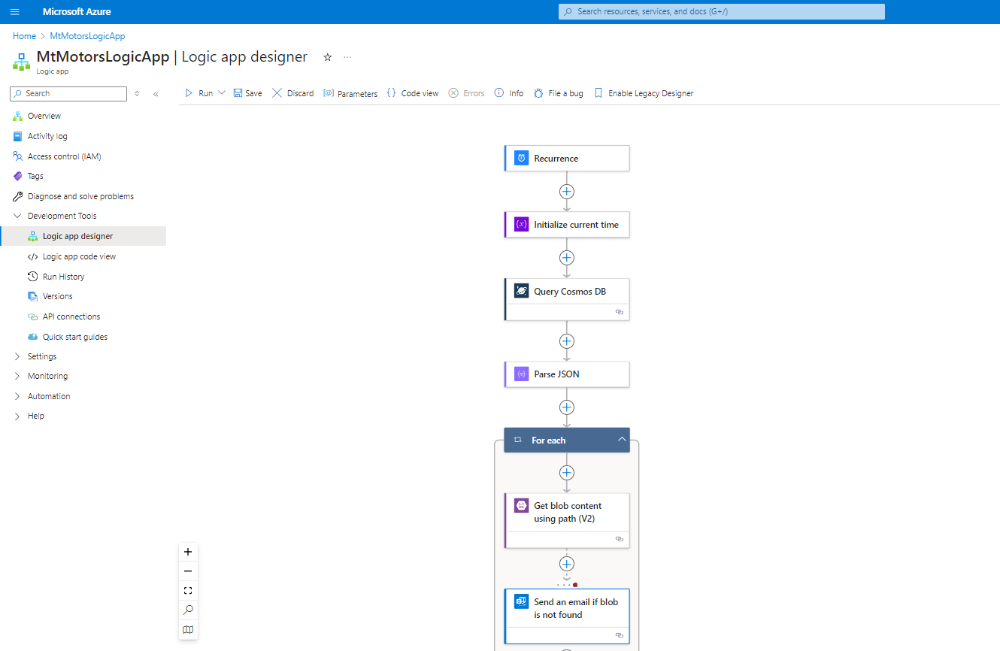 Microsoft Azure
Search resources, services, and docs (G+/)
Home > MtMotorsLogicApp
MtMotorsLogicApp | Logic app designer
Logic app
Search
Run
Save
Discard
Parameters
Code view
Errors
Info
File a bug
Enable Legacy Designer
Overview
Activity log
Access control (IAM)
Tags
Diagnose and solve problems
Development Tools
Logic app designer
Logic app code view
Run History
Versions
API connections
Quick start guides
Settings
Monitoring
Automation
Help
Recurrence
Initialize current time
Query Cosmos DB
Parse JSON
For each
Get blob content
using path (V2)
Send an email if blob
is not found